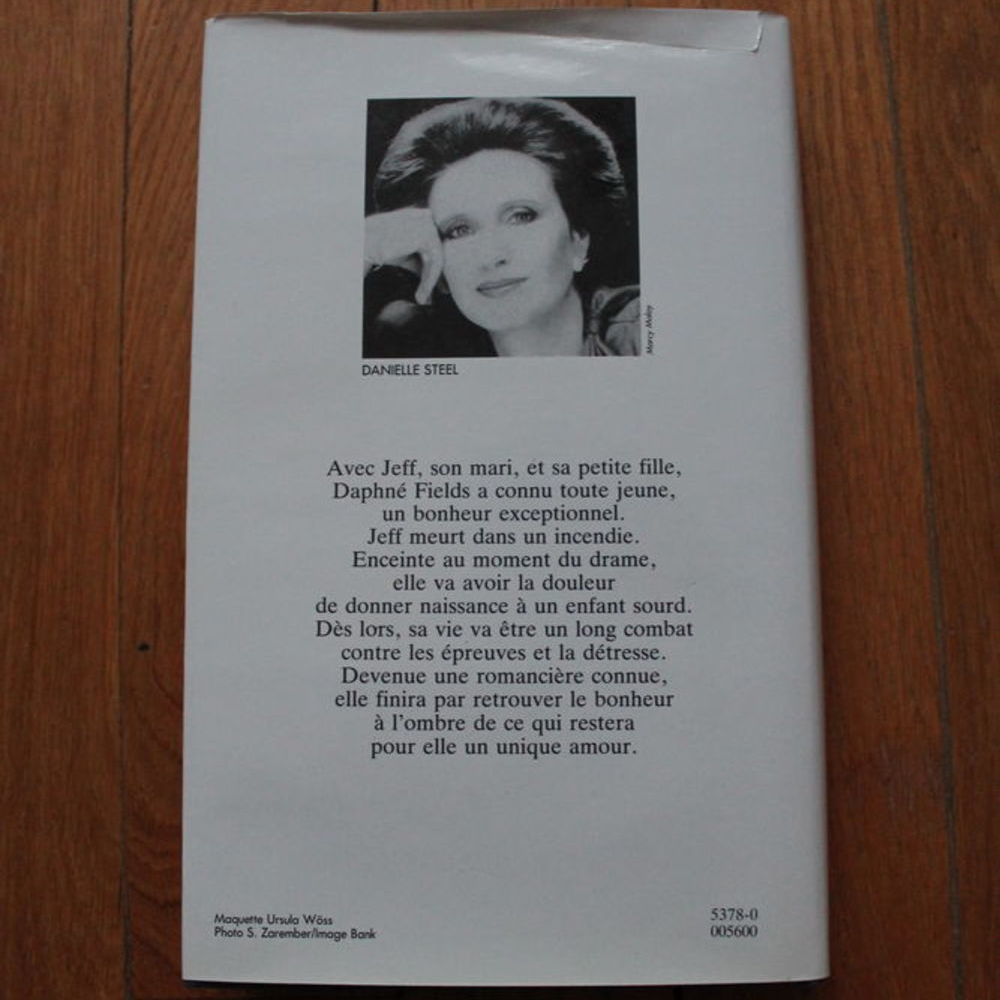 Marcy Maloy
DANIELLE STEEL
Avec Jeff, son mari, et sa petite fille,
Daphné Fields a connu toute jeune,
un bonheur exceptionnel.
Jeff meurt dans un incendie.
Enceinte au moment du drame,
elle va avoir la douleur
de donner naissance à un enfant sourd.
Dès lors, sa vie va être un long combat
contre les épreuves et la détresse.
Devenue une romancière connue,
elle finira par retrouver le bonheur
à l'ombre de ce qui restera
pour elle un unique amour.
Maquette Ursula Wöss
Photo S. Zarember/Image Bank
5378-0
005600